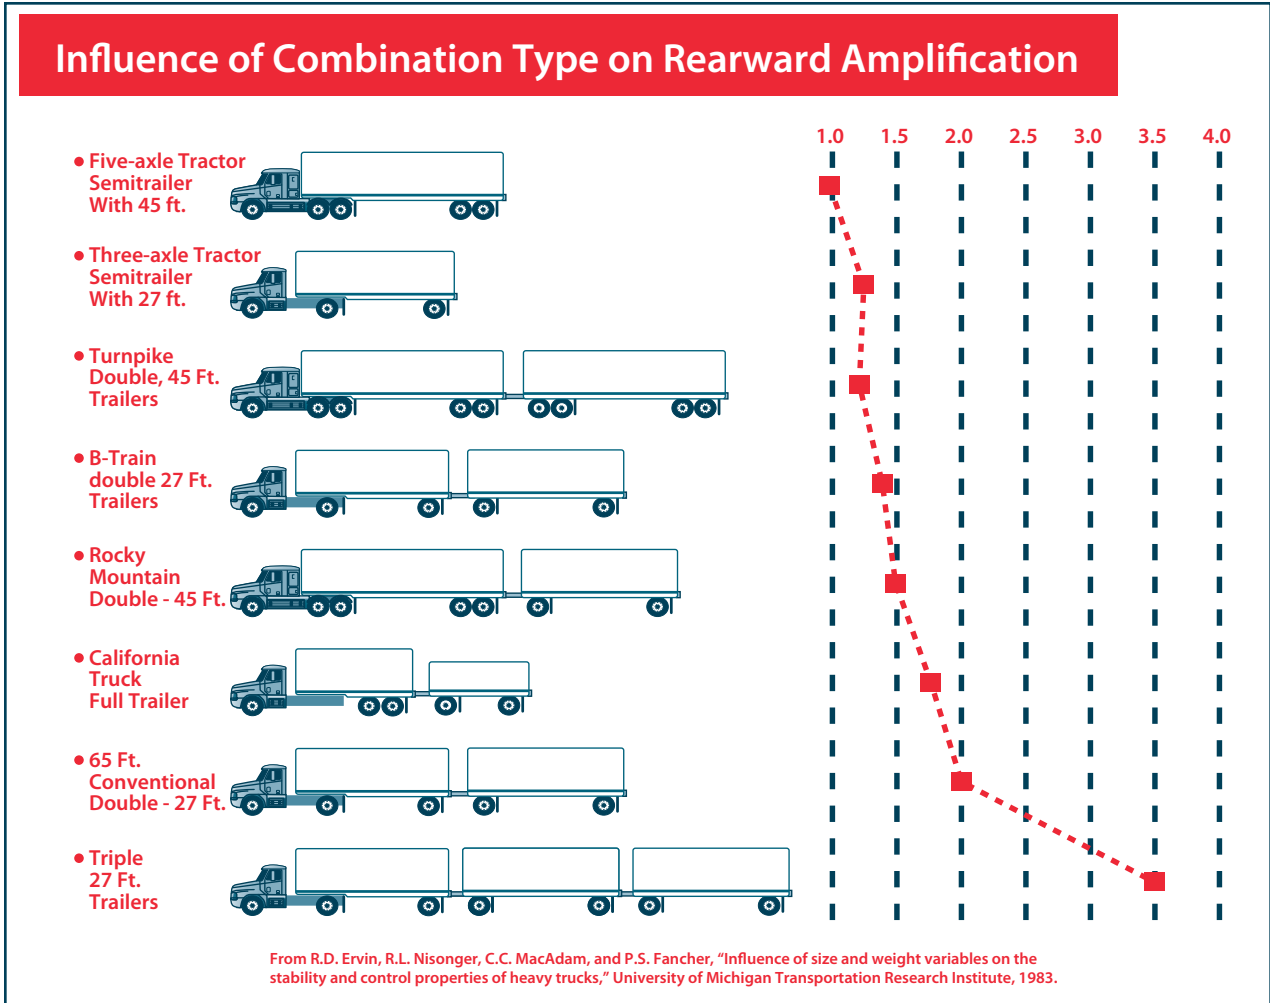 Influence of Combination Type on Rearward Amplification
1.0 1.5 2.0 2.5 3.0 3.5 4.0
• Five-axle Tractor
Semitrailer
With 45 ft.
• Three-axle Tractor
Semitrailer
With 27 ft.
• Turnpike
Double, 45 Ft.
Trailers
• B-Train
double 27 Ft.
Trailers
• Rocky
Mountain
Double - 45 Ft.
• California
Truck
Full Trailer
• 65 Ft.
Conventional
Double - 27 Ft.
• Triple
27 Ft.
Trailers
From R.D. Ervin, R.L. Nisonger, C.C. MacAdam, and P.S. Fancher, “Influence of size and weight variables on the
stability and control properties of heavy trucks,” University of Michigan Transportation Research Institute, 1983.